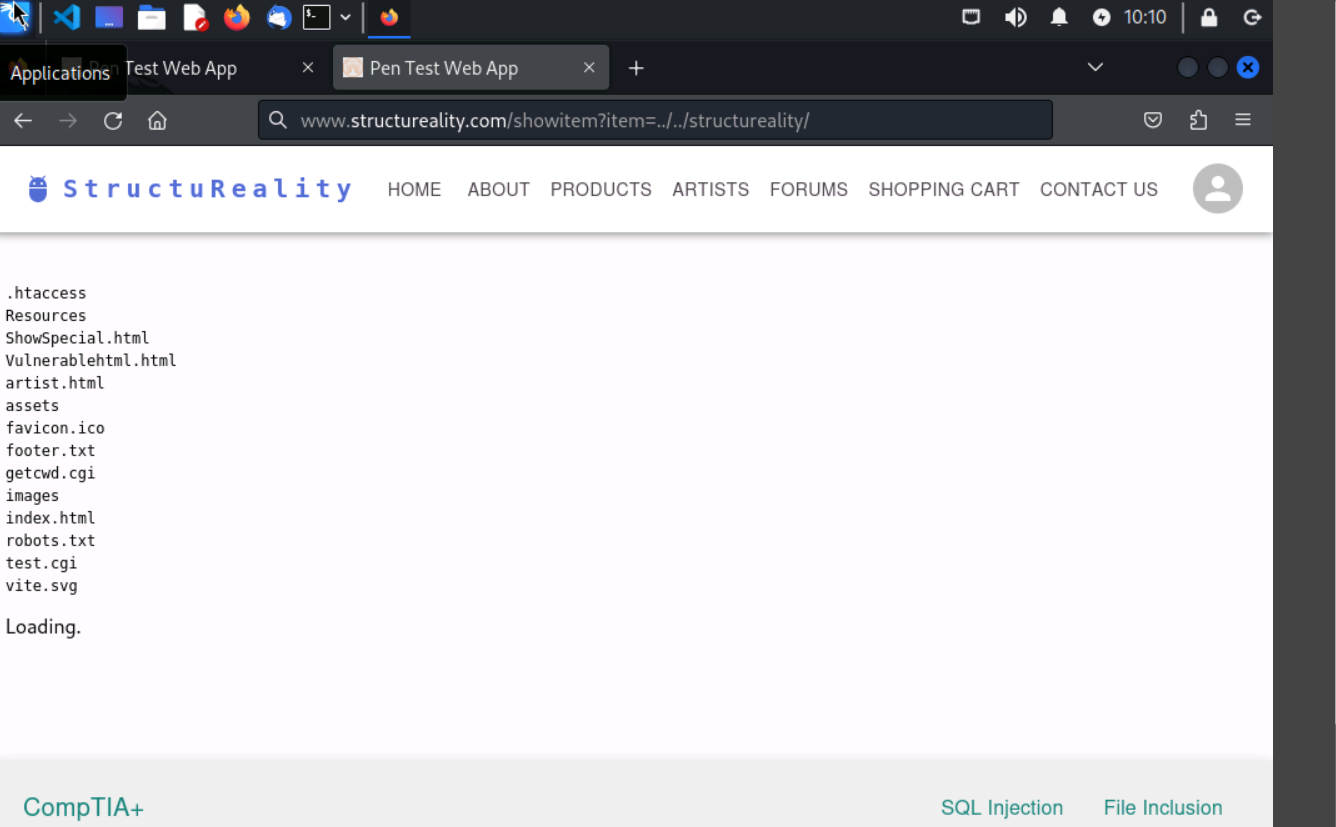 10:10
Applications
Pen Test Web App
Pen Test Web App
www.structureality.com/showitem?item=../../structureality/
StructuReality HOME ABOUT PRODUCTS ARTISTS FORUMS SHOPPING CART CONTACT US
.htaccess
Resources
ShowSpecial.html
Vulnerablehtml.html
artist.html
assets
favicon.ico
footer.txt
getcwd.cgi
images
index.html
robots.txt
test.cgi
vite.svg
Loading.
CompTIA+ SQL Injection File Inclusion